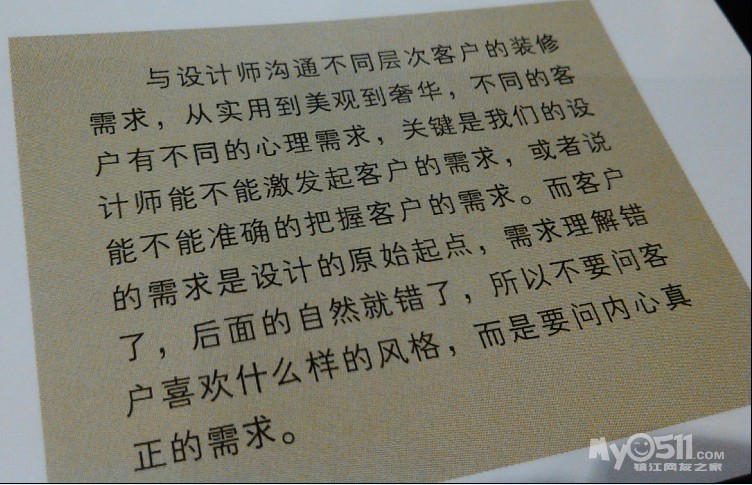 与设计师沟通不同层次客户的装修
需求，从实用到美观到奢华，不同的客
户有不同的心理需求，关键是我们的设
计师能不能激发起客户的需求，或者说
能不能准确的把握客户的需求。而客户
的需求是设计的原始起点，需求理解错
了，后面的自然就错了，所以不要问客
户喜欢什么样的风格，而是要问内心真
正的需求。
My0511.com
镇江网友之家